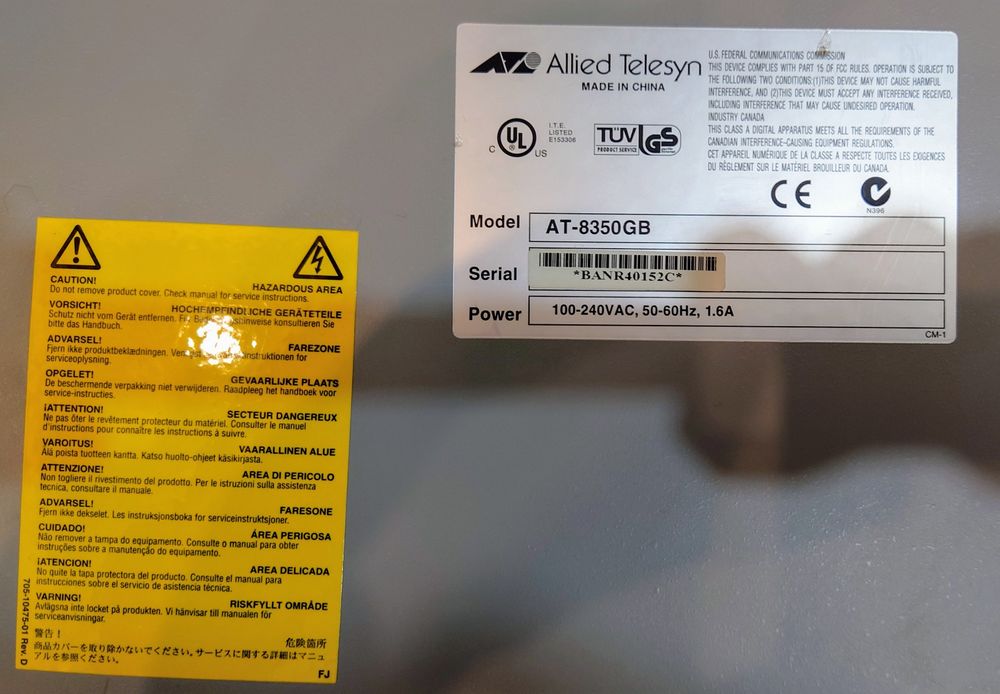 Allied Telesyn
MADE IN CHINA
C UL US
I.T.E.
LISTED
E153306
TÜV
PRODUCT SERVICE
GS
U.S. FEDERAL COMMUNICATIONS COMMISSION
THIS DEVICE COMPLIES WITH PART 15 OF FCC RULES. OPERATION IS SUBJECT TO
THE FOLLOWING TWO CONDITIONS:(1)THIS DEVICE MAY NOT CAUSE HARMFUL
INTERFERENCE, AND (2)THIS DEVICE MUST ACCEPT ANY INTERFERENCE RECEIVED,
INCLUDING INTERFERENCE THAT MAY CAUSE UNDESIRED OPERATION.
INDUSTRY CANADA
THIS CLASS A DIGITAL APPARATUS MEETS ALL THE REQUIREMENTS OF THE
CANADIAN INTERFERENCE-CAUSING EQUIPMENT REGULATIONS.
CET APPAREIL NUMÉRIQUE DE LA CLASSE A RESPECTE TOUTES LES EXIGENCES
DU RÈGLEMENT SUR LE MATÉRIEL BROUILLEUR DU CANADA.
CE
N396
Model AT-8350GB
Serial *BANR40152C*
Power 100-240VAC, 50-60Hz, 1.6A
CM-1
CAUTION! HAZARDOUS AREA
Do not remove product cover. Check manual for service instructions.
VORSICHT! HOCHEMPFINDLICHE GERÄTETEILE
Schutz nicht vom Gerät entfernen. Für konsultieren Sie
bitte das Handbuch.
ADVARSEL! FAREZONE
Fjern ikke produktbeklædningen. for
serviceoplysning.
OPGELET! GEVAARLIJKE PLAATS
De beschermende verpakking niet verwijderen. Raadpleeg het handboek voor
service-instructies.
¡ATTENTION! SECTEUR DANGEREUX
Ne pas ôter le revêtement protecteur du matériel. Consulter le manuel
d'instructions pour connaître les instructions à suivre.
VAROITUS! VAARALLINEN ALUE
Älä poista tuotteen kantta. Katso huolto-ohjeet käsikirjasta.
ATTENZIONE! AREA DI PERICOLO
Non togliere il rivestimento del prodotto. Per le istruzioni sulla assistenza
tecnica, consultare il manuale.
ADVARSEL! FARESONE
Fjern ikke dekselet. Les instruksjonsboka for serviceinstruktsjoner.
CUIDADO! ÁREA PERIGOSA
Não remover a tampa do equipamento. Consulte o manual para obter
instruções sobre a manutenção do equipamento.
¡ATENCION! AREA DELICADA
No quite la tapa protectora del producto. Consulte el manual para
instrucciones sobre el servicio de asistencia técnica.
VARNING! RISKFYLLT OMRÅDE
Avlägsna inte locket på produkten. Vi hänvisar till manualen för
serviceanvisningar.
警告! 危険箇所
商品カバーを取り除かないでください。サービスに関する詳細はマニュ
アルを参照ください。
FJ
705-10475-01 Rev. D